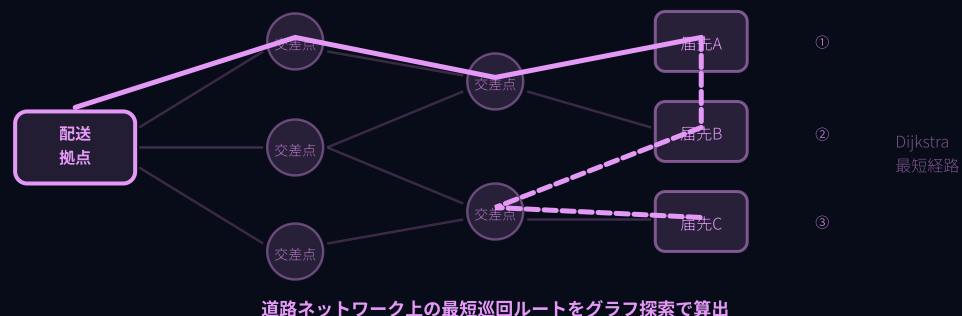 交差点
届先A
①
交差点
配送
拠点
届先B
②
Dijkstra
最短経路
交差点
交差点
届先C
③
交差点
道路ネットワーク上の最短巡回ルートをグラフ探索で算出